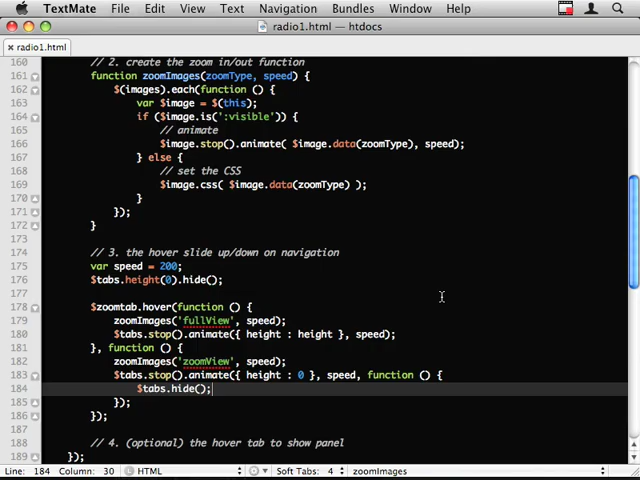 TextMate File Edit View Text Navigation Bundles Window Help
radio1.html — htdocs
× radio1.html
160 // 2. create the zoom in/out function
161 function zoomImages(zoomType, speed) {
162 $(images).each(function () {
163 var $image = $(this);
164 if ($image.is(':visible')) {
165 // animate
166 $image.stop().animate( $image.data(zoomType), speed);
167 } else {
168 // set the CSS
169 $image.css( $image.data(zoomType) );
170 }
171 });
172 }
173
174 // 3. the hover slide up/down on navigation
175 var speed = 200;
176 $tabs.height(0).hide();
177
178 $zoomtab.hover(function () {
179 zoomImages('fullView', speed);
180 $tabs.stop().animate({ height : height }, speed);
181 }, function () {
182 zoomImages('zoomView', speed);
183 $tabs.stop().animate({ height : 0 }, speed, function () {
184 $tabs.hide();
185 });
186 });
187
188 // 4. (optional) the hover tab to show panel
189 });
Line: 184 Column: 30 HTML Soft Tabs: 4 zoomImages